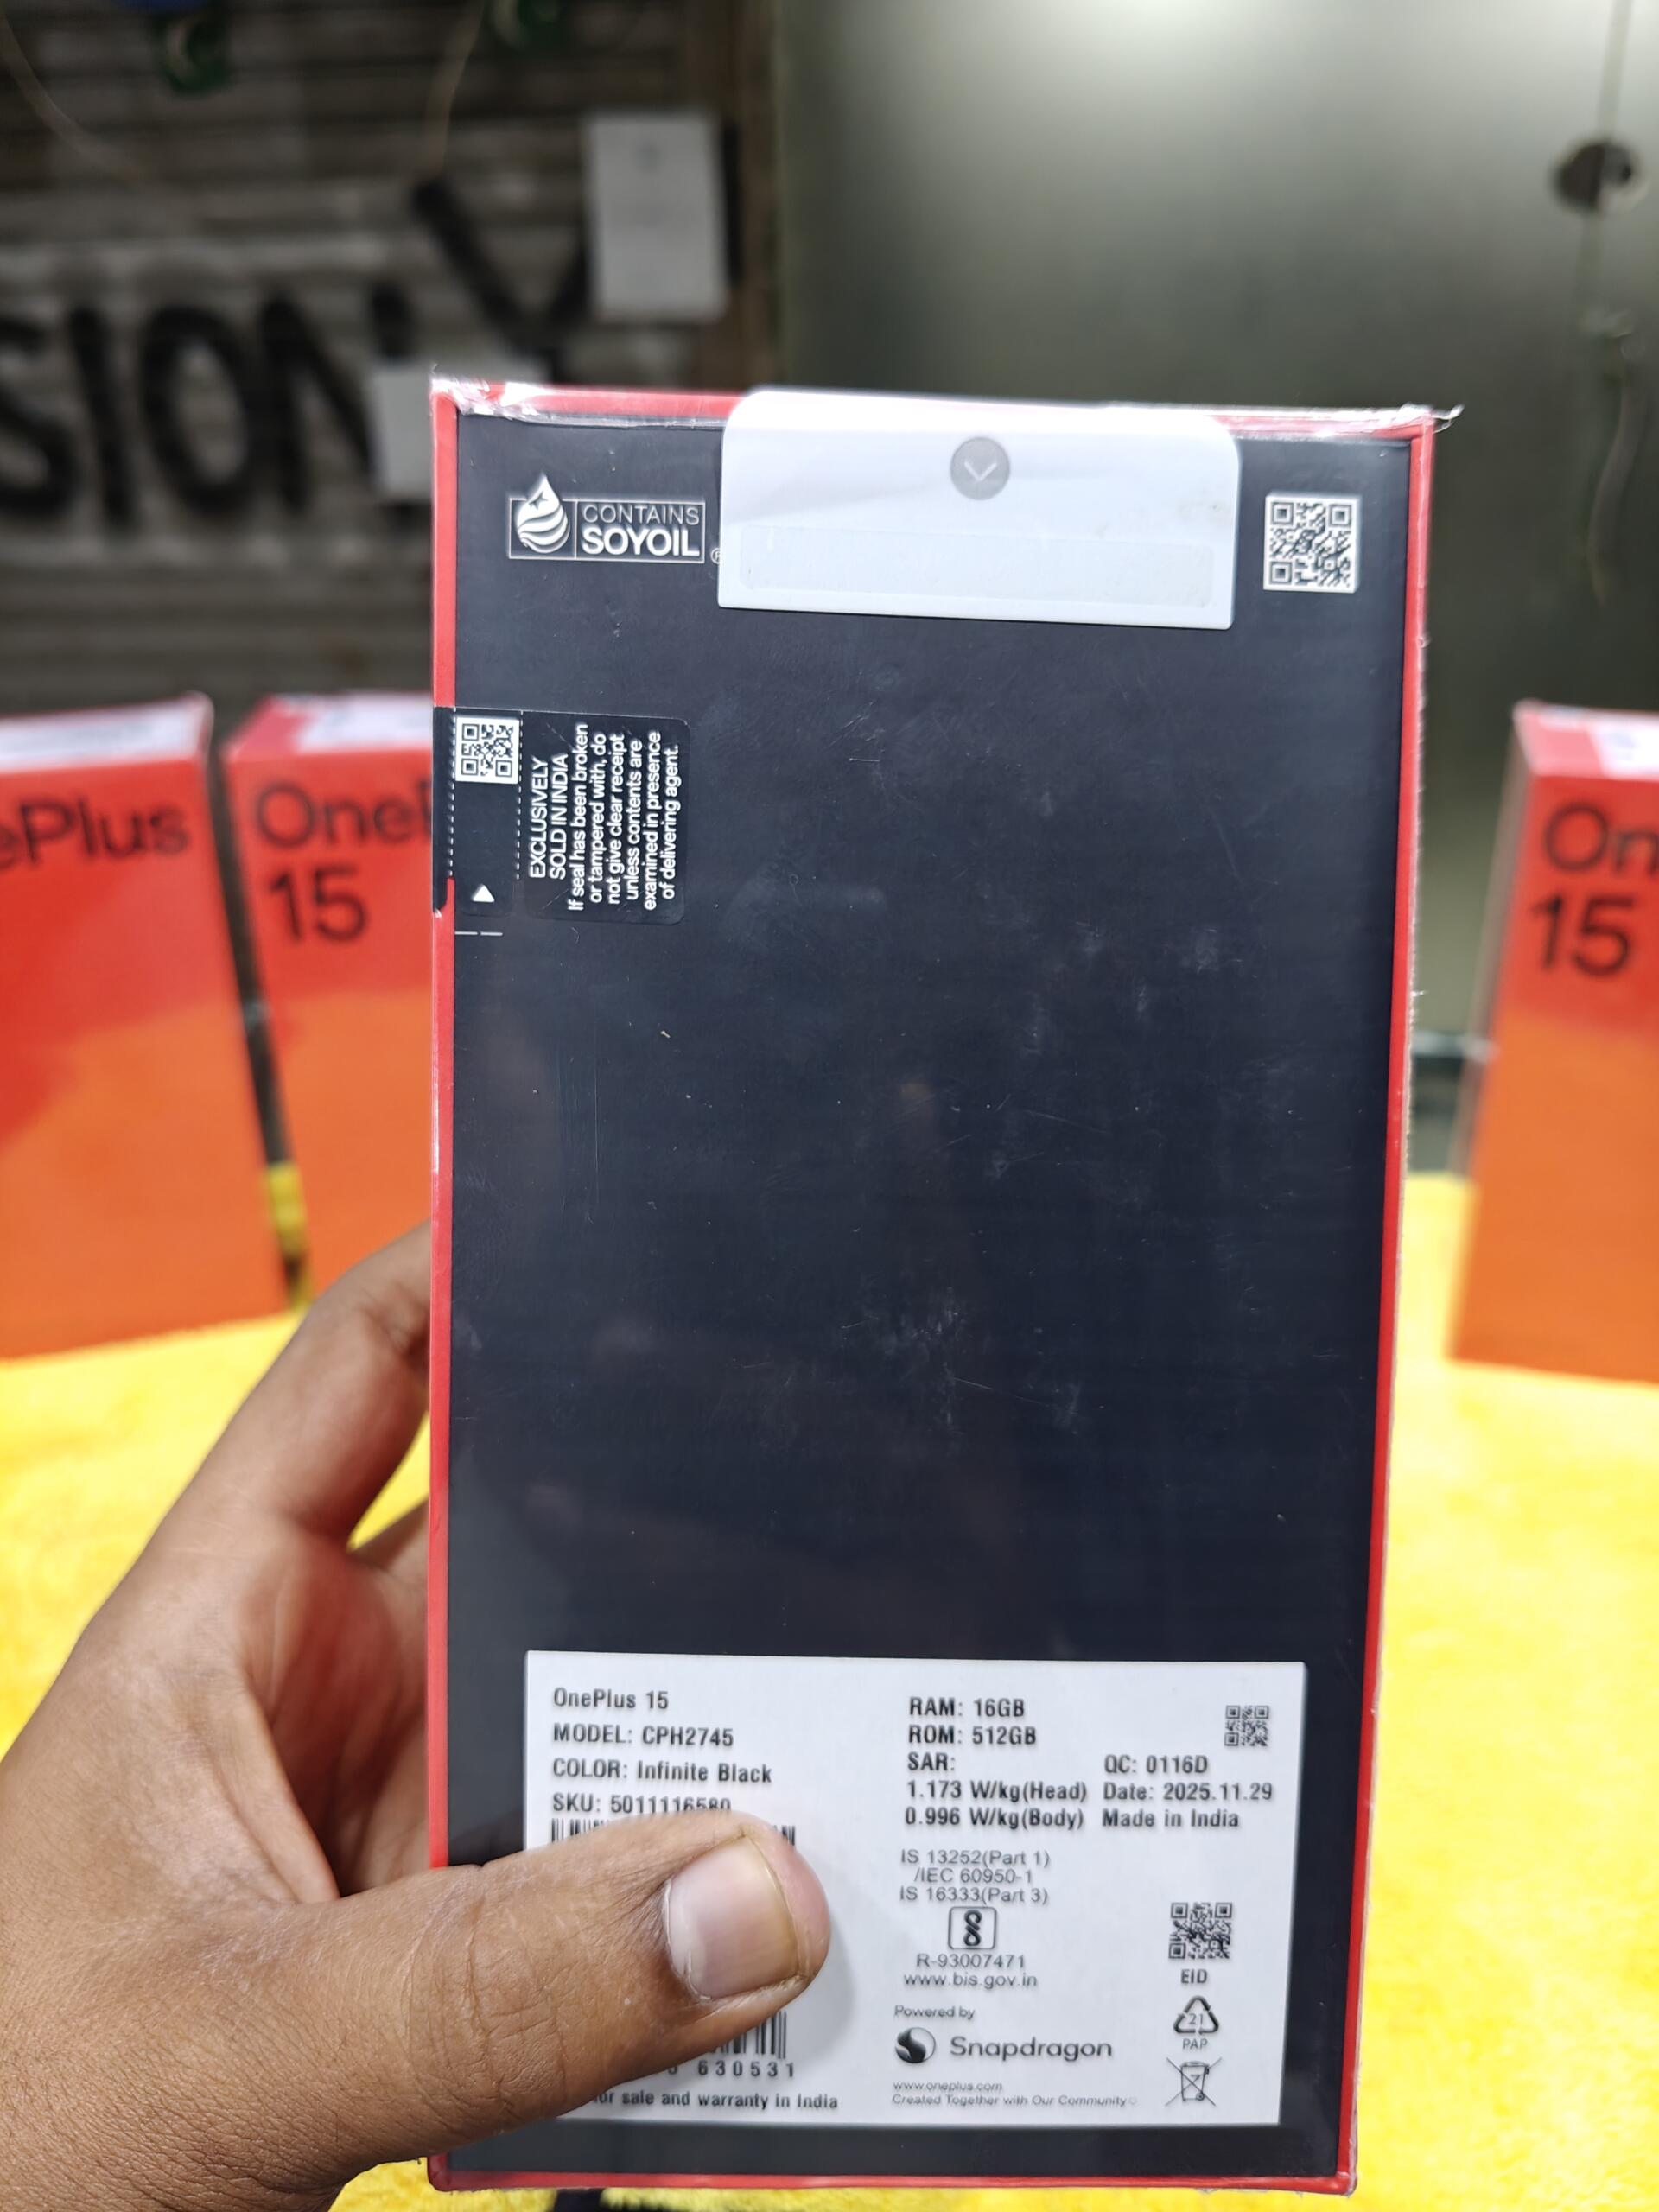 CONTAINS
SOYOIL
EXCLUSIVELY
SOLD IN INDIA
If seal has been broken
or tampered with, do
not give clear receipt
unless contents are
examined in presence
of delivering agent.
ePlus
One
15
On
15
SION
OnePlus 15
MODEL: CPH2745
COLOR: Infinite Black
SKU: 5011116580
630531
sale and warranty in India
RAM: 16GB
ROM: 512GB
SAR:
1.173 W/kg(Head)
0.996 W/kg(Body)
QC: 0116D
Date: 2025.11.29
Made in India
IS 13252(Part 1)
/IEC 60950-1
IS 16333(Part 3)
R-93007471
www.bis.gov.in
EID
21
PAP
Powered by
Snapdragon
www.oneplus.com
Created Together with Our Community